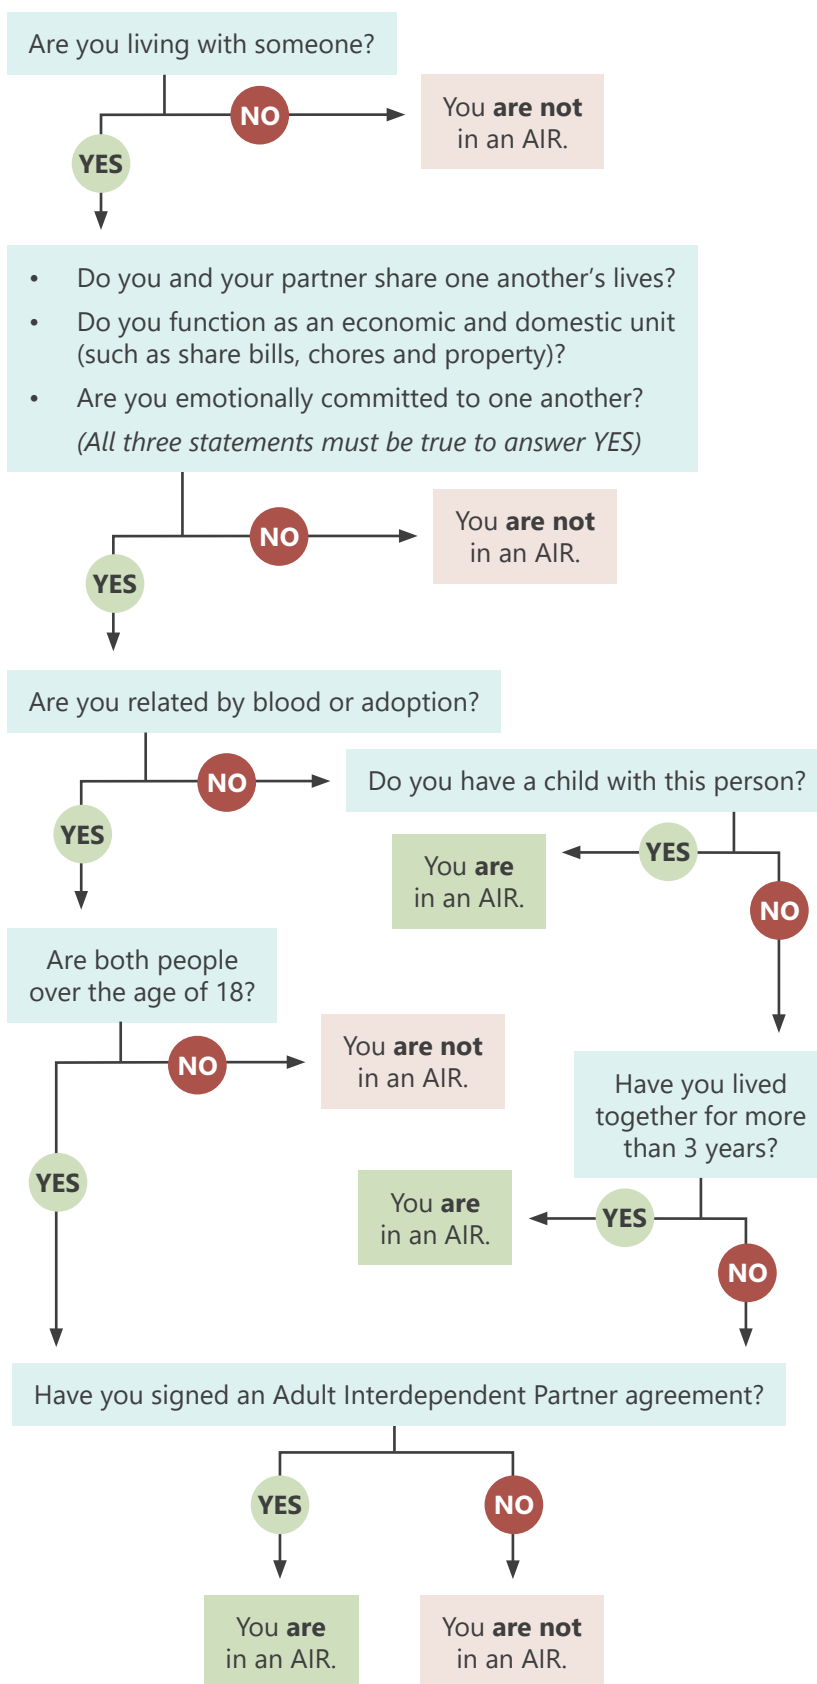 Are you living with someone?
NO
You are not
in an AIR.
YES
• Do you and your partner share one another’s lives?
• Do you function as an economic and domestic unit
(such as share bills, chores and property)?
• Are you emotionally committed to one another?
(All three statements must be true to answer YES)
NO
You are not
in an AIR.
YES
Are you related by blood or adoption?
NO
Do you have a child with this person?
YES
YES
You are
in an AIR.
NO
Are both people
over the age of 18?
NO
You are not
in an AIR.
Have you lived
together for more
than 3 years?
YES
YES
You are
in an AIR.
NO
Have you signed an Adult Interdependent Partner agreement?
YES
NO
You are
in an AIR.
You are not
in an AIR.